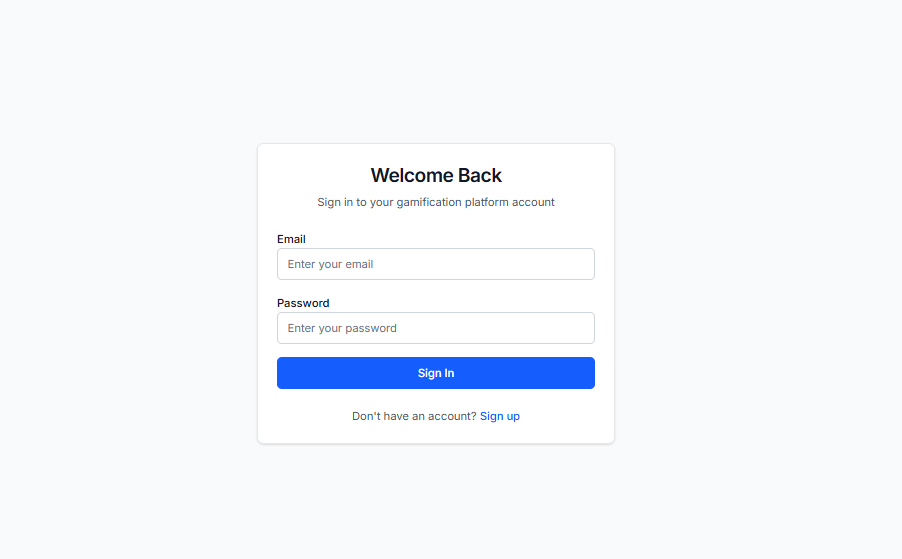 Welcome Back
Sign in to your gamification platform account
Email
Enter your email
Password
Enter your password
Sign In
Don't have an account? Sign up